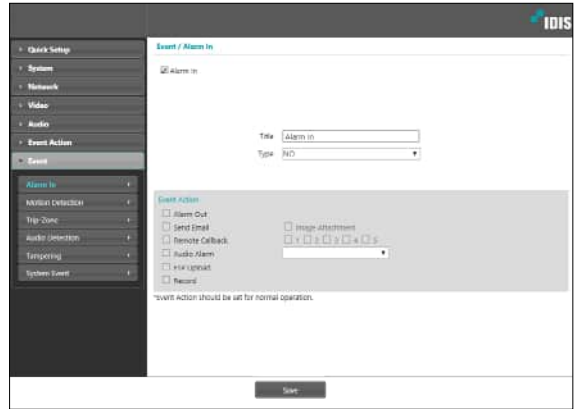 IDIS
Quick Setup
System
Network
Video
Audio
Event Action
Event
Alarm In
Motion Detection
Trip-Zone
Audio Detection
Tampering
System Event
Event / Alarm In
Alarm In
Title Alarm In
Type NO
Event Action
Alarm Out
Send Email Image Attachment
Remote Callback 1 2 3 4 5
Audio Alarm
FTP Upload
Record
*Event Action should be set for normal operation.
Save